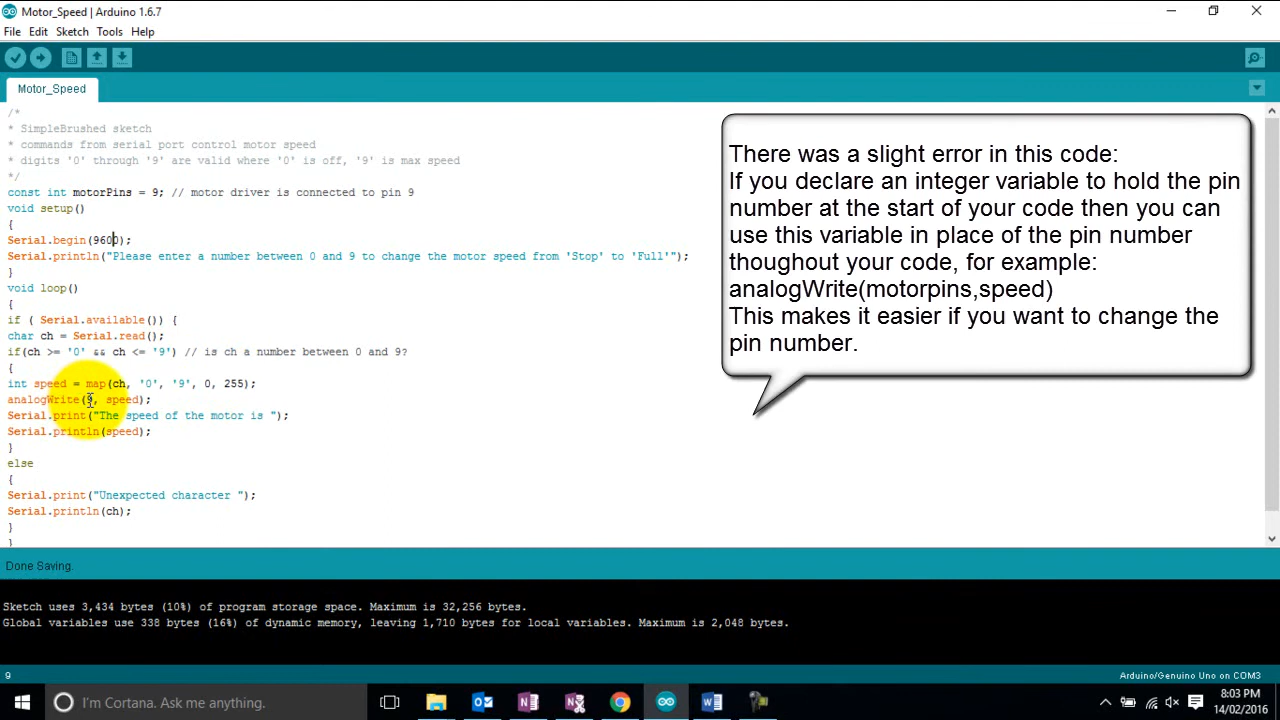 Motor_Speed | Arduino 1.6.7
File Edit Sketch Tools Help
Motor_Speed
/*
* SimpleBrushed sketch
* commands from serial port control motor speed
* digits '0' through '9' are valid where '0' is off, '9' is max speed
*/
const int motorPins = 9; // motor driver is connected to pin 9
void setup()
{
Serial.begin(9600);
Serial.println("Please enter a number between 0 and 9 to change the motor speed from 'Stop' to 'Full'");
}
void loop()
{
if ( Serial.available()) {
char ch = Serial.read();
if(ch >= '0' && ch <= '9') // is ch a number between 0 and 9?
{
int speed = map(ch, '0', '9', 0, 255);
analogWrite(9, speed);
Serial.print("The speed of the motor is ");
Serial.println(speed);
}
else
{
Serial.print("Unexpected character ");
Serial.println(ch);
}
}
There was a slight error in this code:
If you declare an integer variable to hold the pin
number at the start of your code then you can
use this variable in place of the pin number
thoughout your code, for example:
analogWrite(motorpins,speed)
This makes it easier if you want to change the
pin number.
Done Saving.
Sketch uses 3,434 bytes (10%) of program storage space. Maximum is 32,256 bytes.
Global variables use 338 bytes (16%) of dynamic memory, leaving 1,710 bytes for local variables. Maximum is 2,048 bytes.
9
Arduino/Genuino Uno on COM3
I'm Cortana. Ask me anything.
8:03 PM
14/02/2016